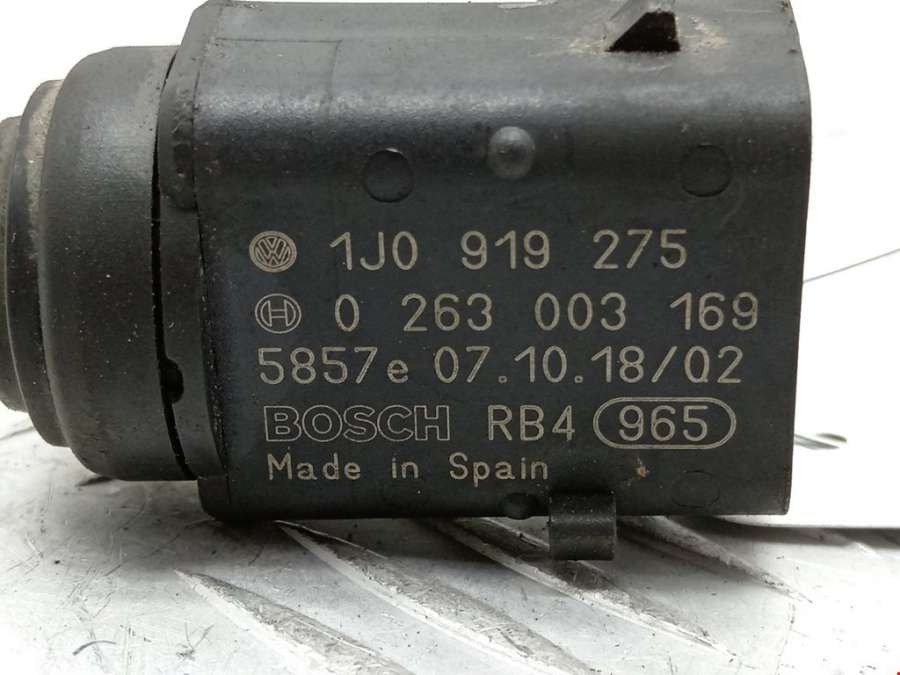 1J0 919 275
0 263 003 169
5857e 07.10.18/02
BOSCH RB4 965
Made in Spain